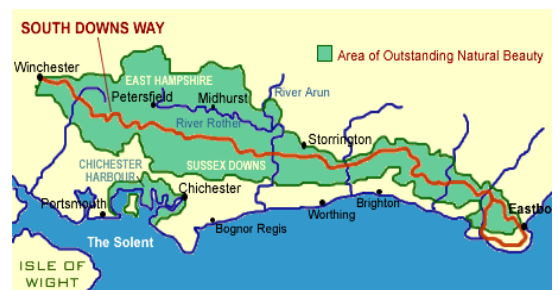 SOUTH DOWNS WAY
Area of Outstanding Natural Beauty
Winchester
EAST HAMPSHIRE
Petersfield
Midhurst
River Arun
River Rother
Storrington
CHICHESTER
HARBOUR
SUSSEX DOWNS
Chichester
Portsmouth
Worthing
Brighton
Eastbo
Bognor Regis
The Solent
ISLE OF
WIGHT